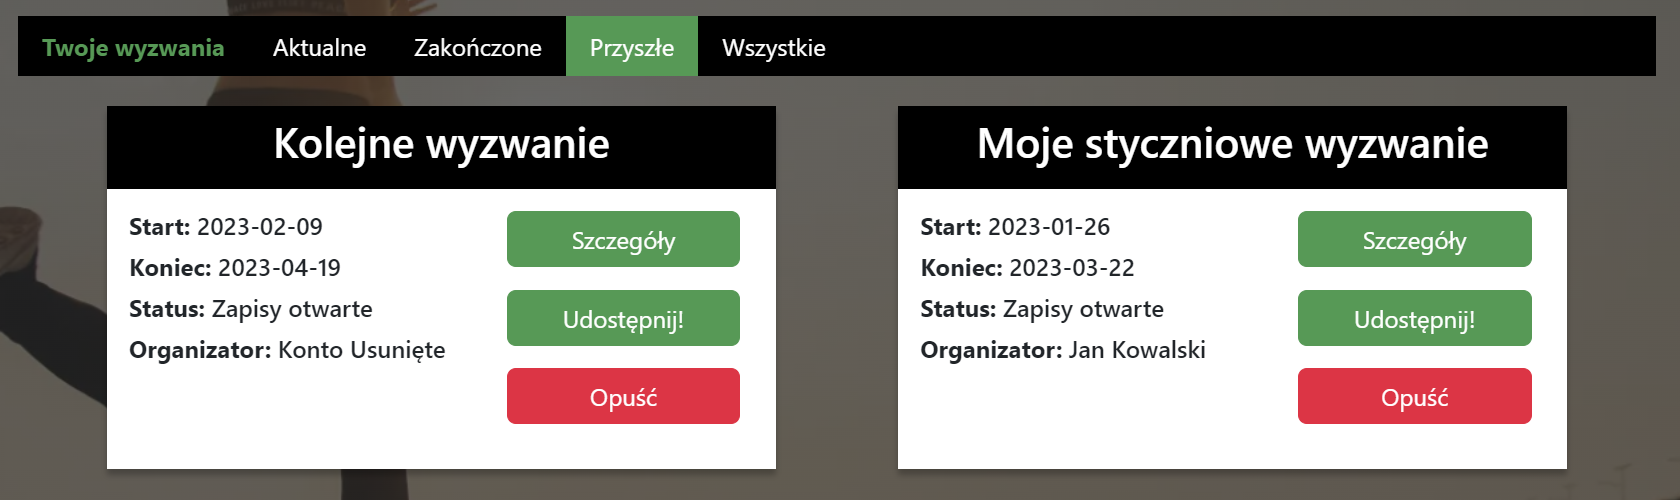 Twoje wyzwania Aktualne Zakończone Przyszłe Wszystkie
Kolejne wyzwanie
Start: 2023-02-09
Koniec: 2023-04-19
Status: Zapisy otwarte
Organizator: Konto Usunięte
Szczegóły
Udostępnij!
Opuść
Moje styczniowe wyzwanie
Start: 2023-01-26
Koniec: 2023-03-22
Status: Zapisy otwarte
Organizator: Jan Kowalski
Szczegóły
Udostępnij!
Opuść